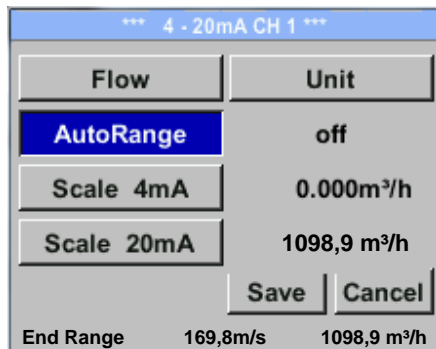 *** 4 - 20mA CH 1 ***
Flow Unit
AutoRange off
Scale 4mA 0.000m³/h
Scale 20mA 1098,9 m³/h
Save Cancel
End Range 169,8m/s 1098,9 m³/h